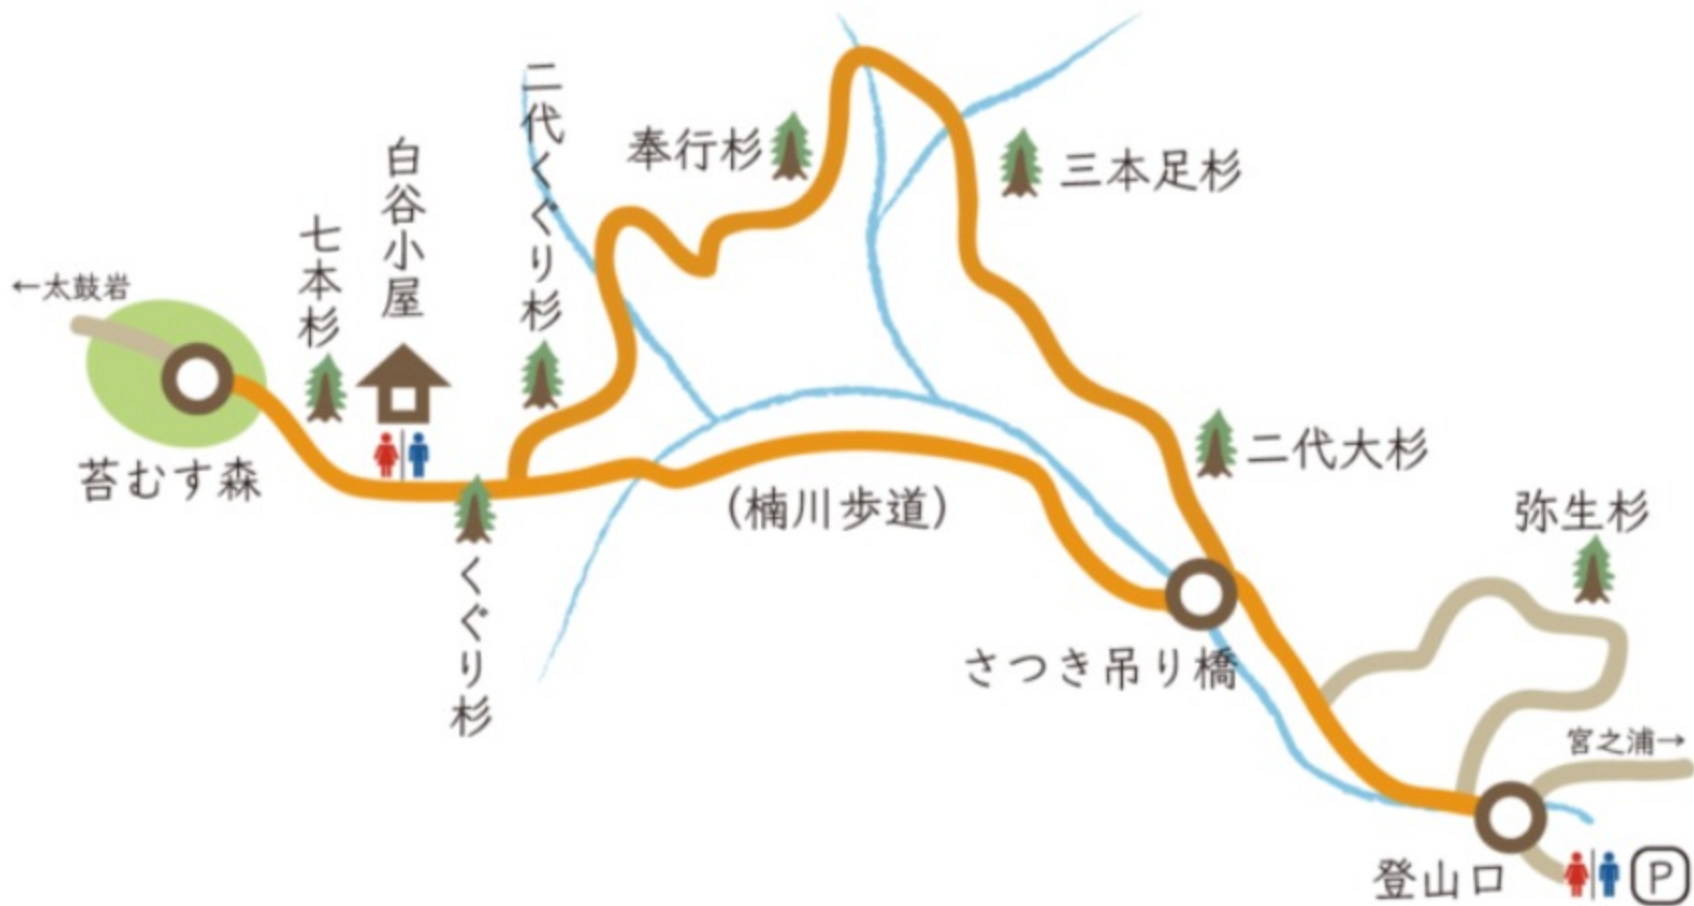 二代くぐり杉
奉行杉
三本足杉
白谷小屋
七本杉
←太鼓岩
苔むす森
(楠川歩道)
二代大杉
弥生杉
くぐり杉
さつき吊り橋
宮之浦→
登山口
P